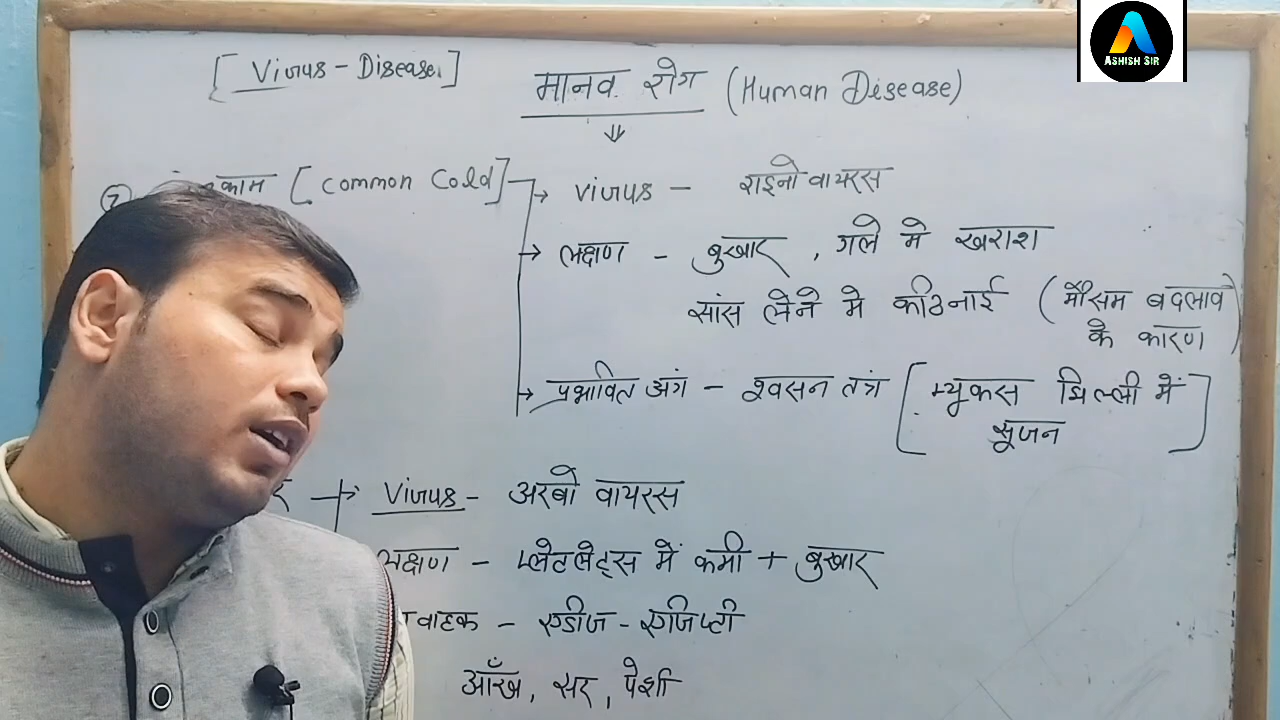 ASHISH SIR
[Virus - Disease]
मानव रोग (Human Disease)
7 काम [Common Cold] → Virus - राइनो वायरस
→ लक्षण - बुखार, गले मे खराश
सांस लेने मे कठिनाई (मौसम बदलाव के कारण)
→ प्रभावित अंग - श्वसन तंत्र [म्यूकस झिल्ली में सूजन]
→ Virus - अरबो वायरस
लक्षण - प्लेटलेट्स में कमी + बुखार
वाहक - एडीज - एजिप्टी
आँख, सर, पेशी